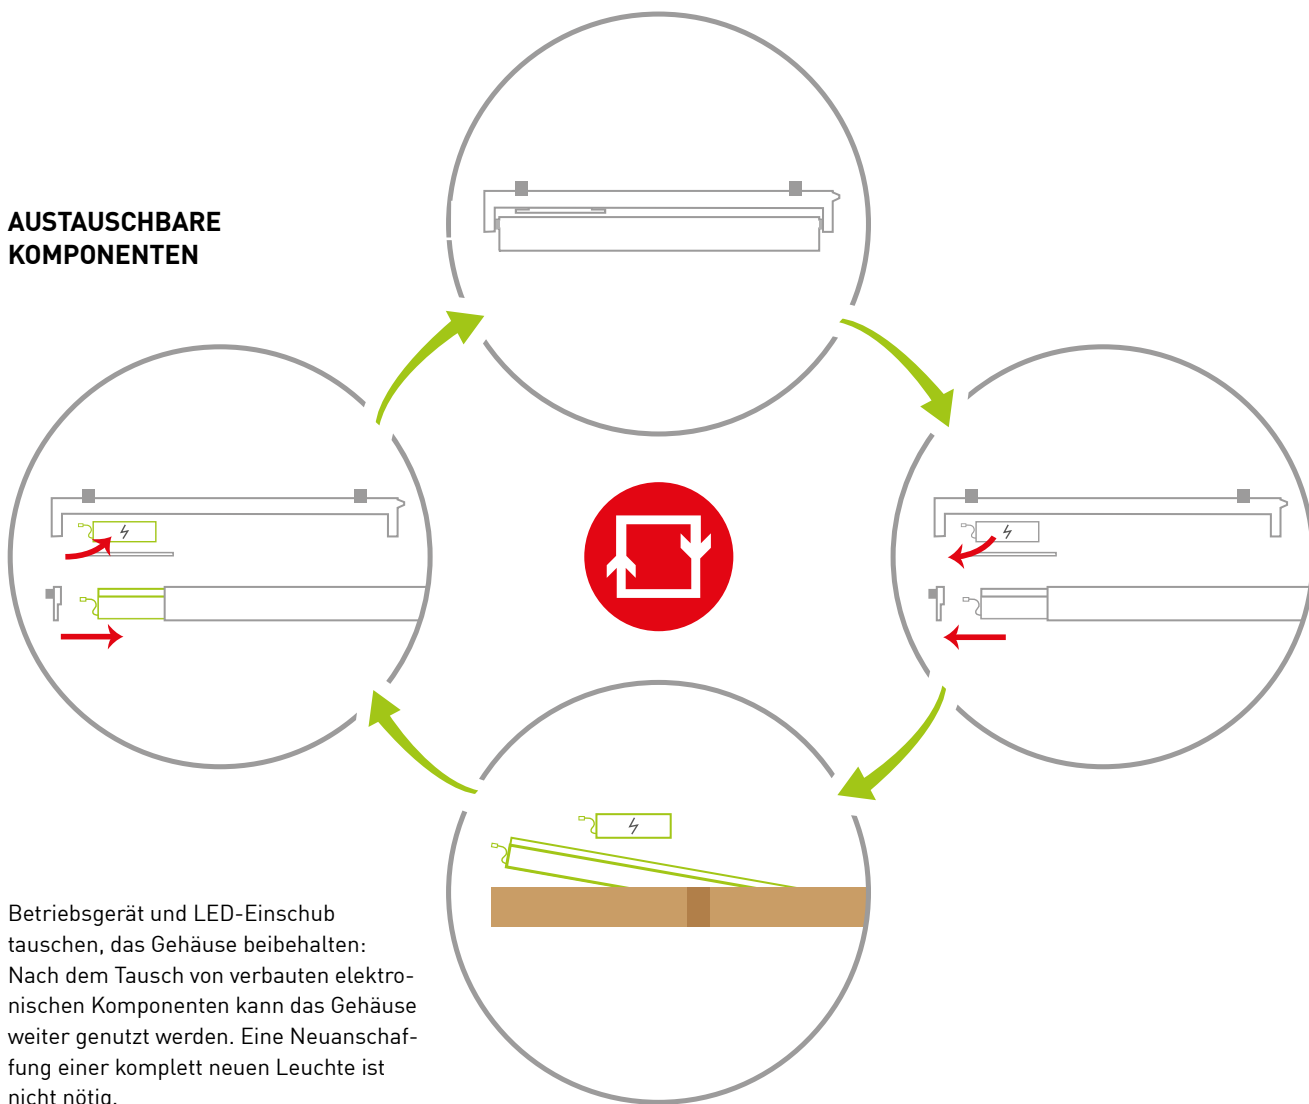 AUSTAUSCHBARE
KOMPONENTEN
Betriebsgerät und LED-Einschub
tauschen, das Gehäuse beibehalten:
Nach dem Tausch von verbauten elektro-
nischen Komponenten kann das Gehäuse
weiter genutzt werden. Eine Neuanschaf-
fung einer komplett neuen Leuchte ist
nicht nötig.